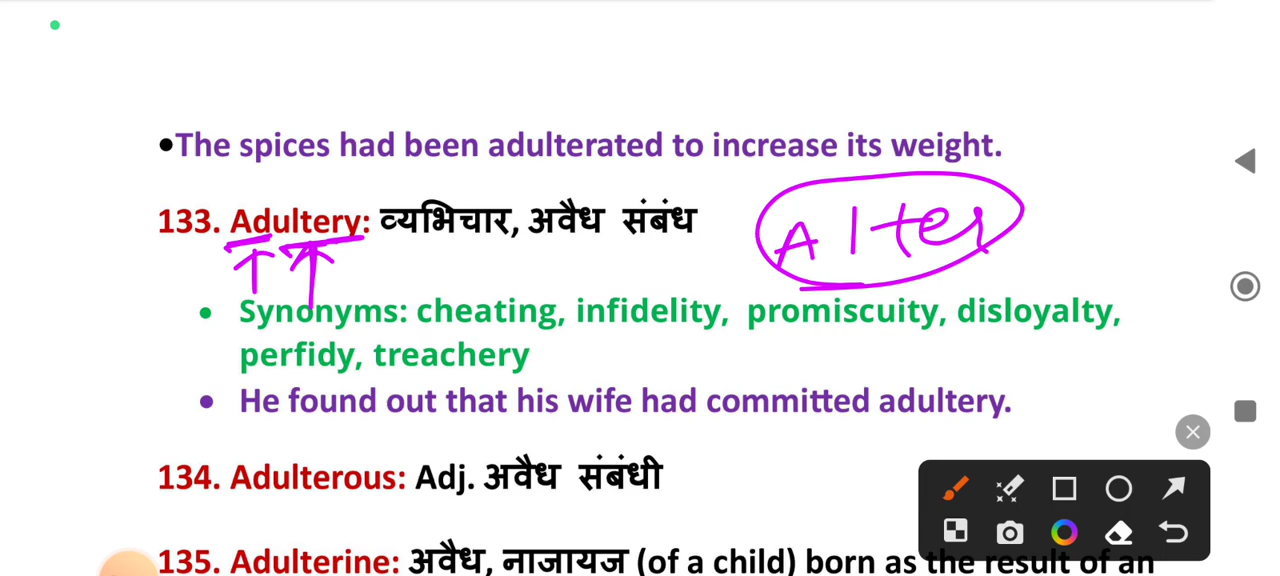 •The spices had been adulterated to increase its weight.
133. Adultery: व्यभिचार, अवैध संबंध
Alter
• Synonyms: cheating, infidelity, promiscuity, disloyalty,
perfidy, treachery
• He found out that his wife had committed adultery.
134. Adulterous: Adj. अवैध संबंधी
135. Adulterine: अवैध, नाजायज (of a child) born as the result of an